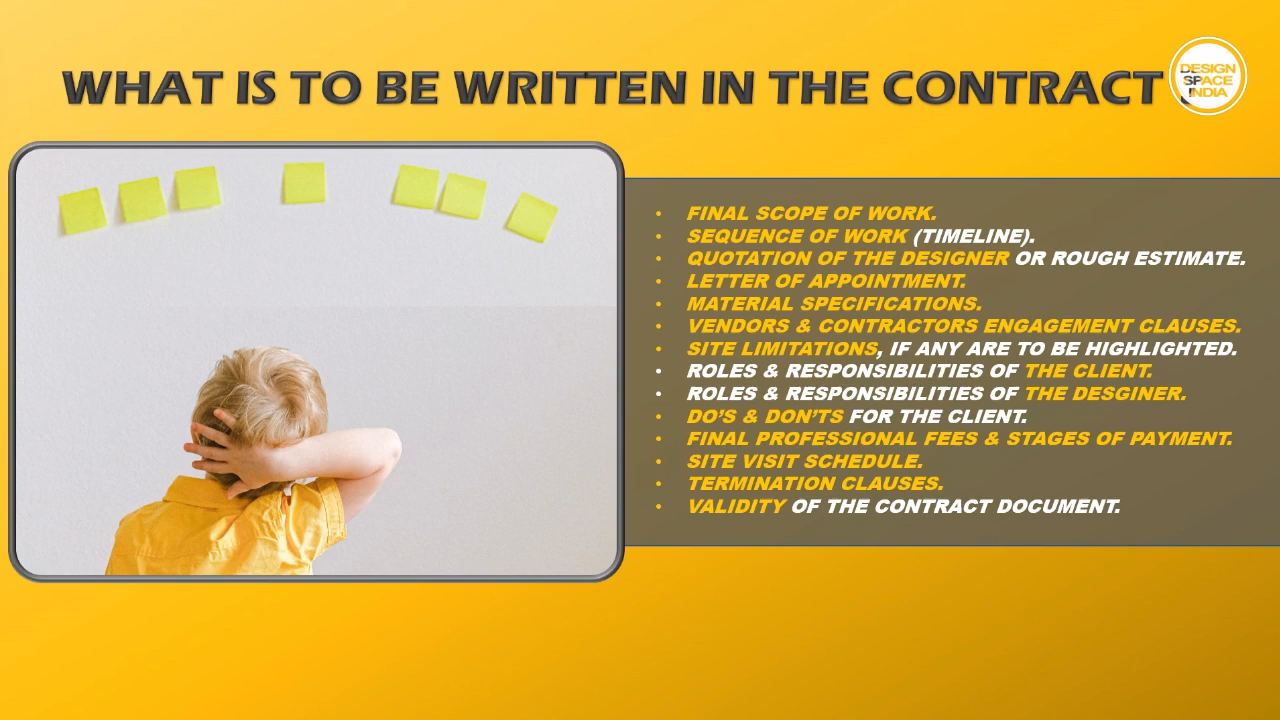 WHAT IS TO BE WRITTEN IN THE CONTRACT
DESIGN
SPACE
INDIA
• FINAL SCOPE OF WORK.
• SEQUENCE OF WORK (TIMELINE).
• QUOTATION OF THE DESIGNER OR ROUGH ESTIMATE.
• LETTER OF APPOINTMENT.
• MATERIAL SPECIFICATIONS.
• VENDORS & CONTRACTORS ENGAGEMENT CLAUSES.
• SITE LIMITATIONS, IF ANY ARE TO BE HIGHLIGHTED.
• ROLES & RESPONSIBILITIES OF THE CLIENT.
• ROLES & RESPONSIBILITIES OF THE DESGINER.
• DO'S & DON'TS FOR THE CLIENT.
• FINAL PROFESSIONAL FEES & STAGES OF PAYMENT.
• SITE VISIT SCHEDULE.
• TERMINATION CLAUSES.
• VALIDITY OF THE CONTRACT DOCUMENT.